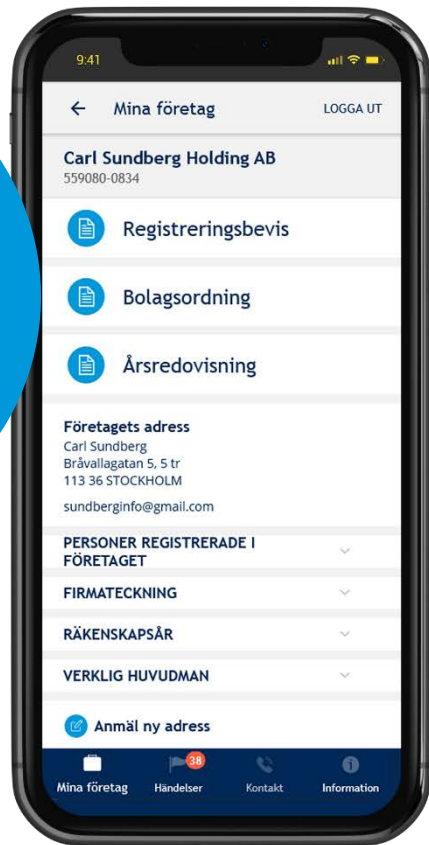 9:41
Mina företag
LOGGA UT
Carl Sundberg Holding AB
559080-0834
Registreringsbevis
Bolagsordning
Årsredovisning
Företagets adress
Carl Sundberg
Bråvallagatan 5, 5 tr
113 36 STOCKHOLM
sundberginfo@gmail.com
PERSONER REGISTRERADE I
FÖRETAGET
FIRMATECKNING
RÄKENSKAPSÅR
VERKLIG HUVUDMAN
Anmäl ny adress
38
Mina företag
Händelser
Kontakt
Information